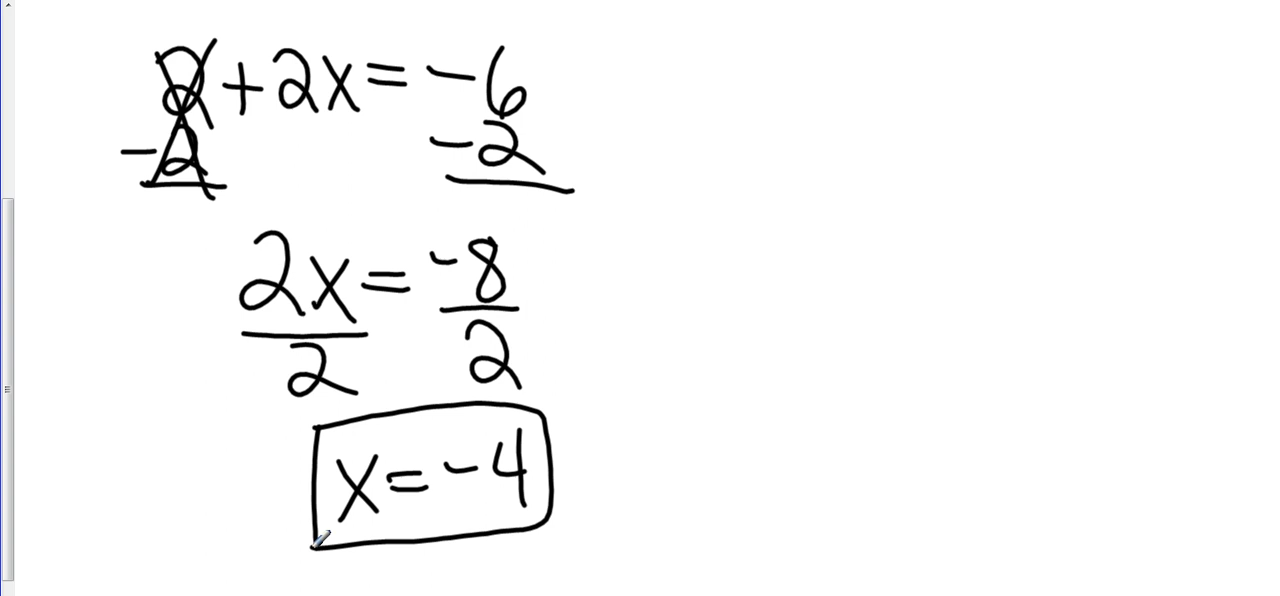 2 + 2x = -6
-2 -2
2x = -8
2 2
x = -4